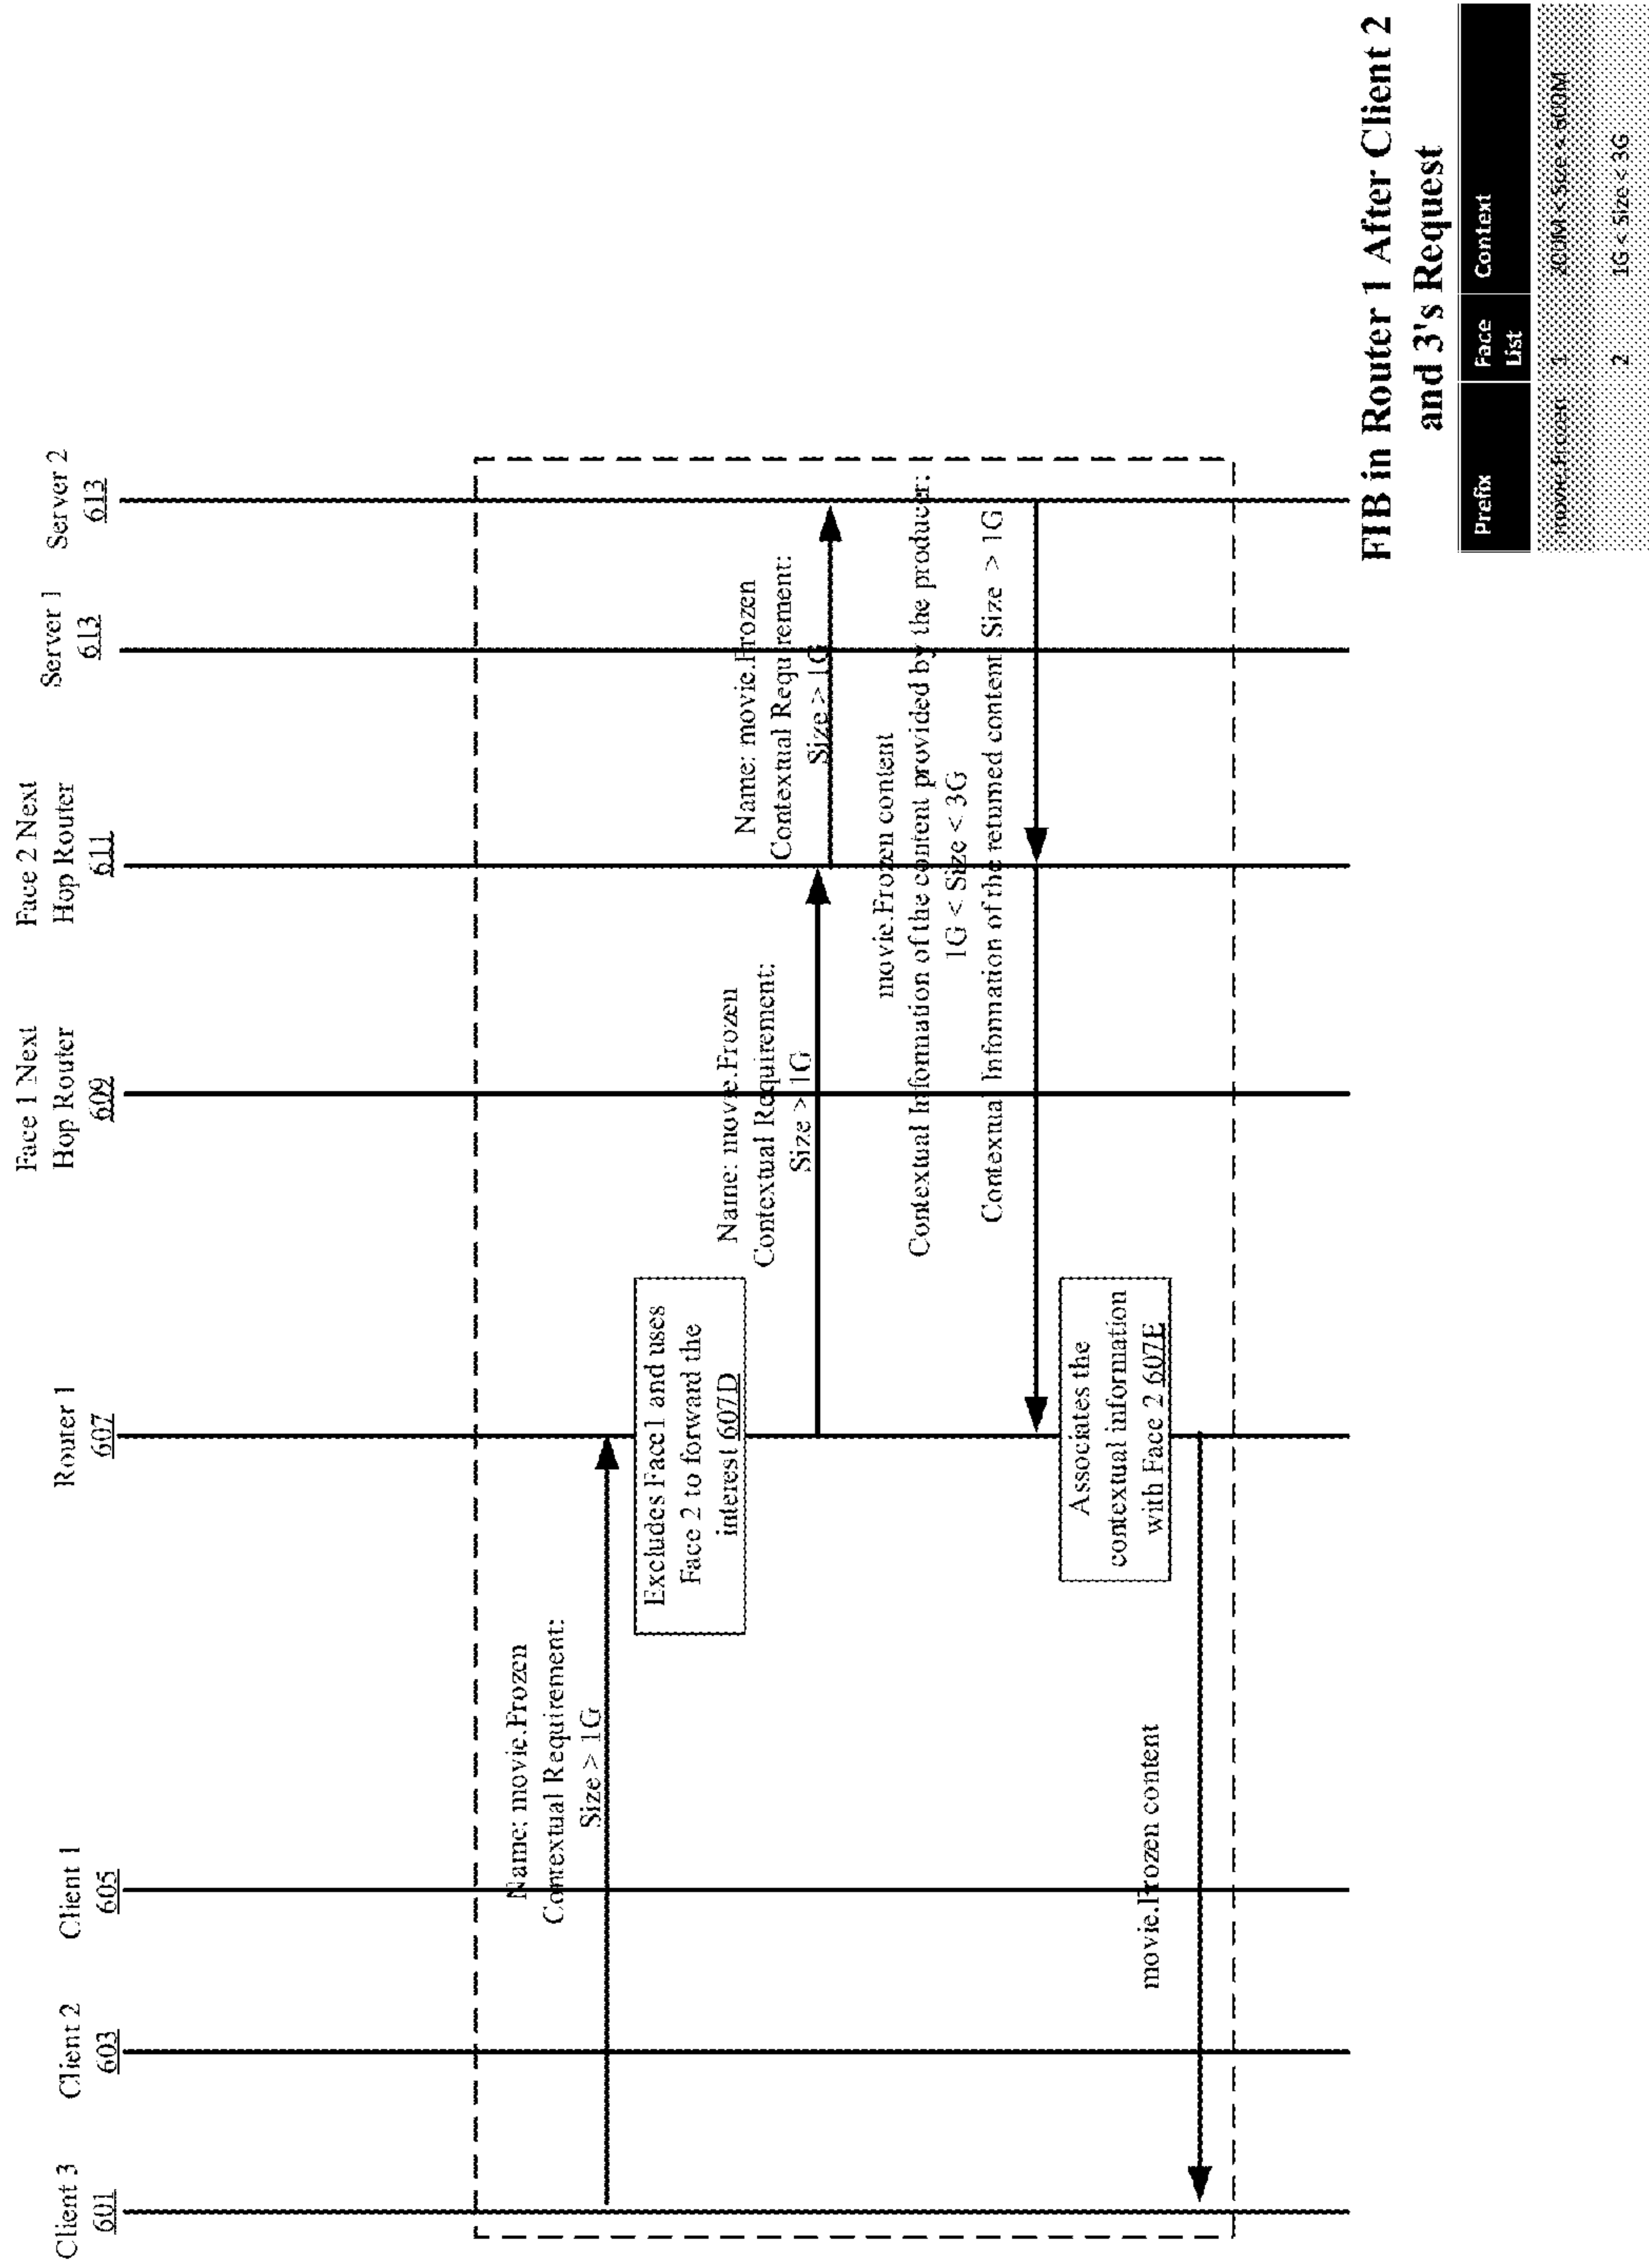 Client 3
601
Client 2
603
Client 1
605
Router 1
607
Face 1 Next
Hop Router
609
Face 2 Next
Hop Router
611
Server 1
613
Server 2
613
Name: movie.Frozen
Contextual Requirement:
Size > 1G
Excludes Face1 and uses
Face 2 to forward the
interest 607D
Name: movie.Frozen
Contextual Requirement:
Size > 1G
Name: movie.Frozen
Contextual Requirement:
Size > 1G
movie.Frozen content
Contextual Information of the content provided by the producer:
1G < Size < 3G
Contextual Information of the returned content Size > 1G
Associates the
contextual information
with Face 2 607E
movie.Frozen content
FIB in Router 1 After Client 2
and 3's Request
Prefix
Face
List
Context
movie.Frozen 1 200M < Size < 600M
2 1G < Size < 3G